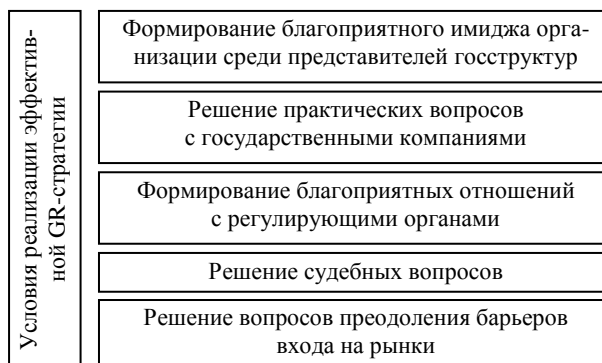 Условия реализации эффектив-
ной GR-стратегии
Формирование благоприятного имиджа орга-
низации среди представителей госструктур
Решение практических вопросов
с государственными компаниями
Формирование благоприятных отношений
с регулирующими органами
Решение судебных вопросов
Решение вопросов преодоления барьеров
входа на рынки